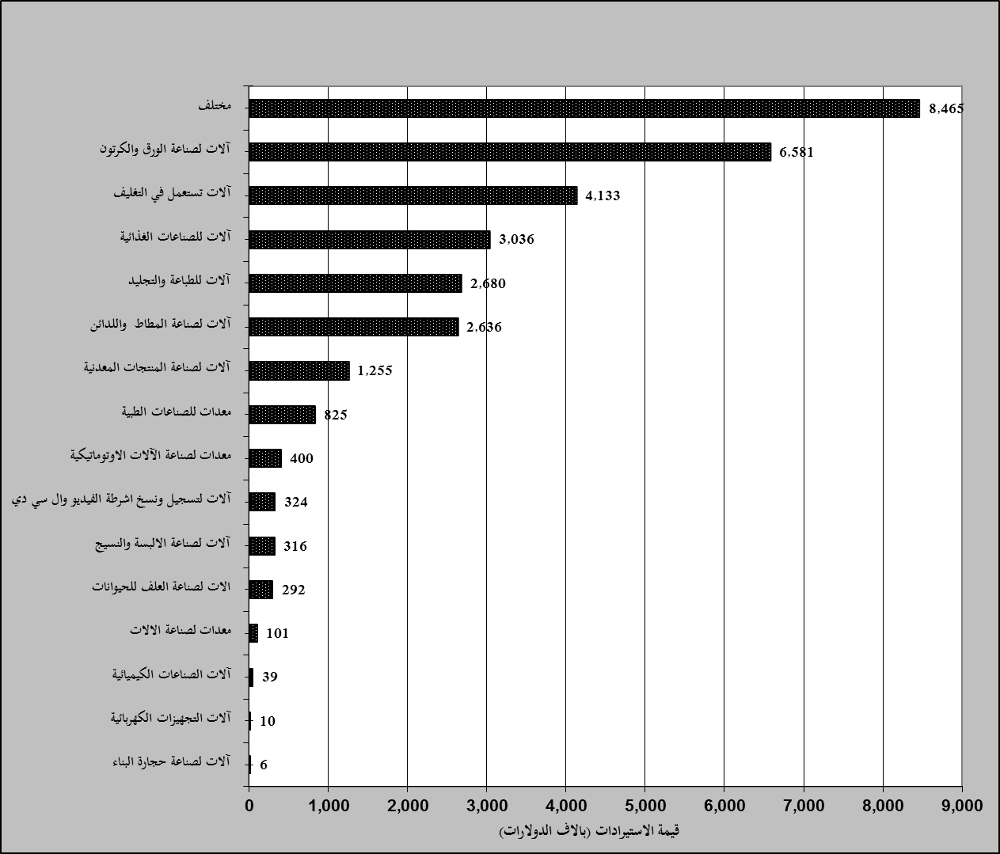 مختلف 8,465
آلات لصناعة الورق والكرتون 6,581
آلات تستعمل في التغليف 4,133
آلات للصناعات الغذائية 3,036
آلات للطباعة والتجليد 2,680
آلات لصناعة المطاط واللدائن 2,636
آلات لصناعة المنتجات المعدنية 1,255
معدات للصناعات الطبية 825
معدات لصناعة الآلات الاوتوماتيكية 400
آلات لتسجيل ونسخ اشرطة الفيديو وال سي دي 324
آلات لصناعة الالبسة والنسيج 316
الات لصناعة العلف للحيوانات 292
معدات لصناعة الالات 101
آلات الصناعات الكيميائية 39
آلات التجهيزات الكهربائية 10
آلات لصناعة حجارة البناء 6
0 1,000 2,000 3,000 4,000 5,000 6,000 7,000 8,000 9,000
قيمة الاستيرادات (بالاف الدولارات)